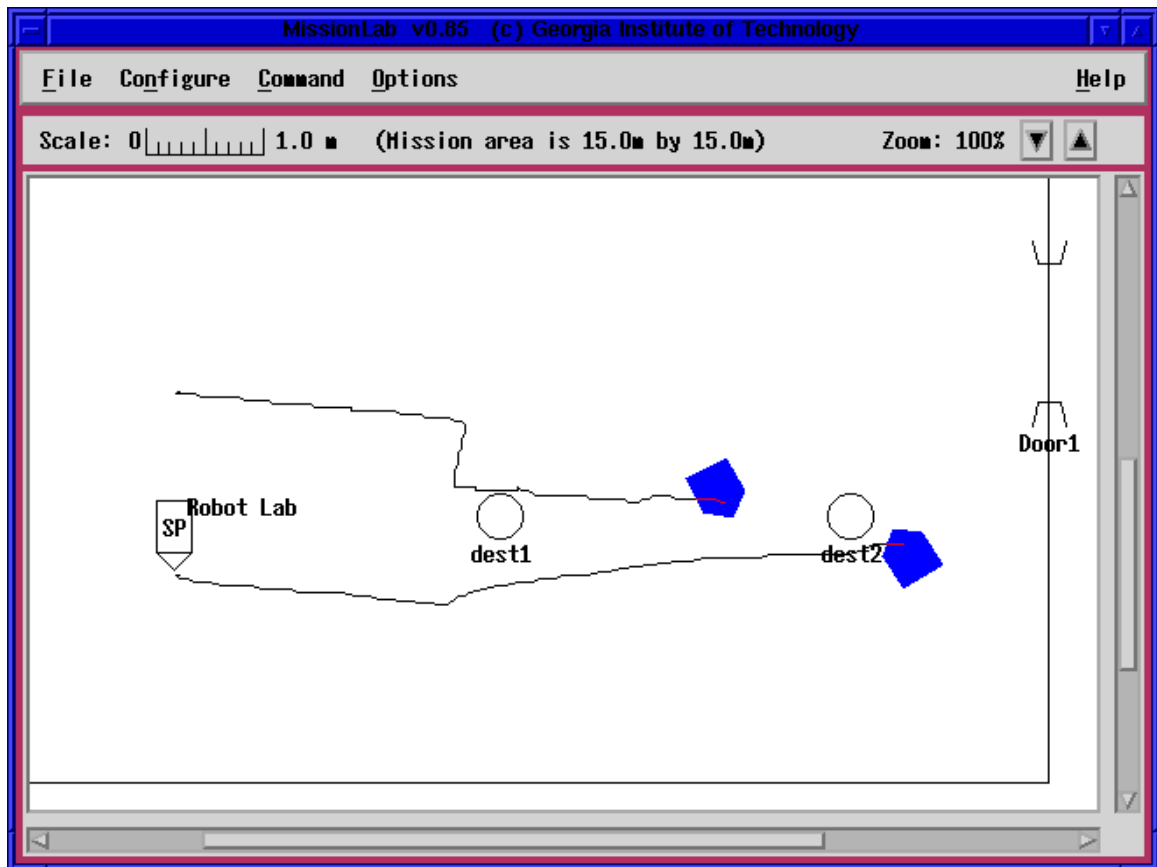 MissionLab v0.85 (c) Georgia Institute of Technology
File Configure Command Options Help
Scale: 0 1.0 m (Mission area is 15.0m by 15.0m) Zoom: 100%
Door1
Robot Lab
SP
dest1 dest2